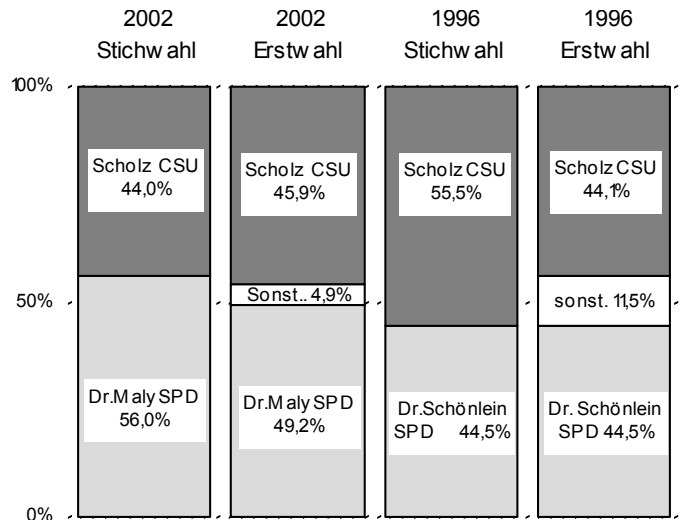 2002 2002 1996 1996
Stichwahl Erstwahl Stichwahl Erstwahl
100%
Scholz CSU
44,0%
Scholz CSU
45,9%
Scholz CSU
55,5%
Scholz CSU
44,1%
50%
Sonst.. 4,9%
sonst. 11,5%
Dr.Maly SPD
56,0%
Dr.Maly SPD
49,2%
Dr.Schönlein
SPD 44,5%
Dr. Schönlein
SPD 44,5%
0%